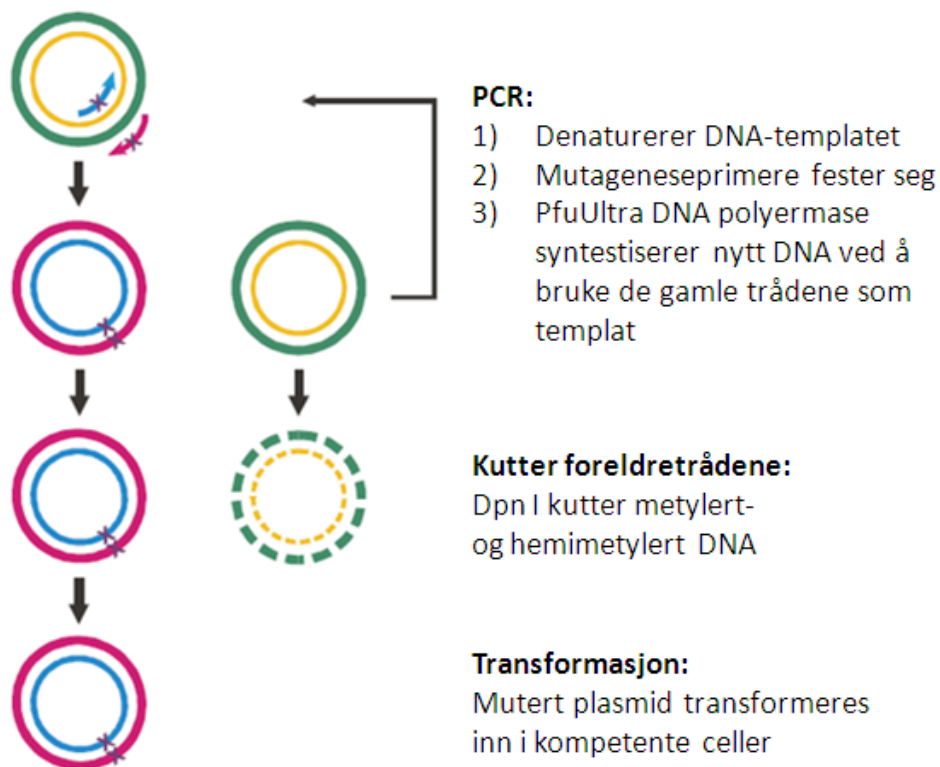 PCR:
1) Denaturerer DNA-templatet
2) Mutageneseprimere fester seg
3) PfuUltra DNA polyermase
syntestiserer nytt DNA ved å
bruke de gamle trådene som
templat
Kutter foreldretrådene:
Dpn I kutter metylert-
og hemimetylert DNA
Transformasjon:
Mutert plasmid transformeres
inn i kompetente celler